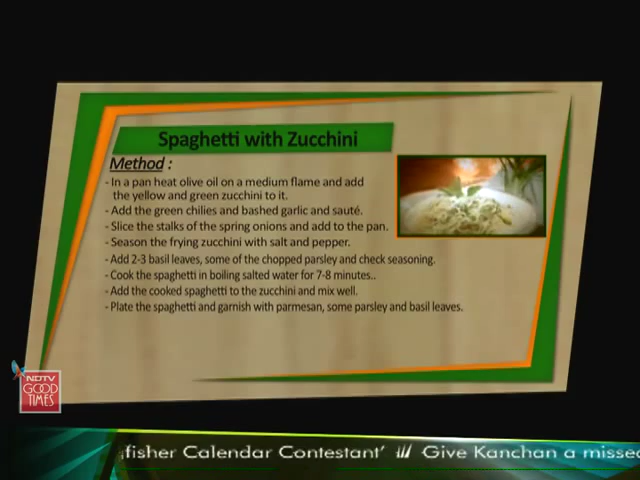 Spaghetti with Zucchini
Method :
- In a pan heat olive oil on a medium flame and add
the yellow and green zucchini to it.
- Add the green chilies and bashed garlic and sauté.
- Slice the stalks of the spring onions and add to the pan.
- Season the frying zucchini with salt and pepper.
- Add 2-3 basil leaves, some of the chopped parsley and check seasoning.
- Cook the spaghetti in boiling salted water for 7-8 minutes..
- Add the cooked spaghetti to the zucchini and mix well.
- Plate the spaghetti and garnish with parmesan, some parsley and basil leaves.
NDTV
GOOD
TIMES
fisher Calendar Contestant' /// Give Kanchan a missed